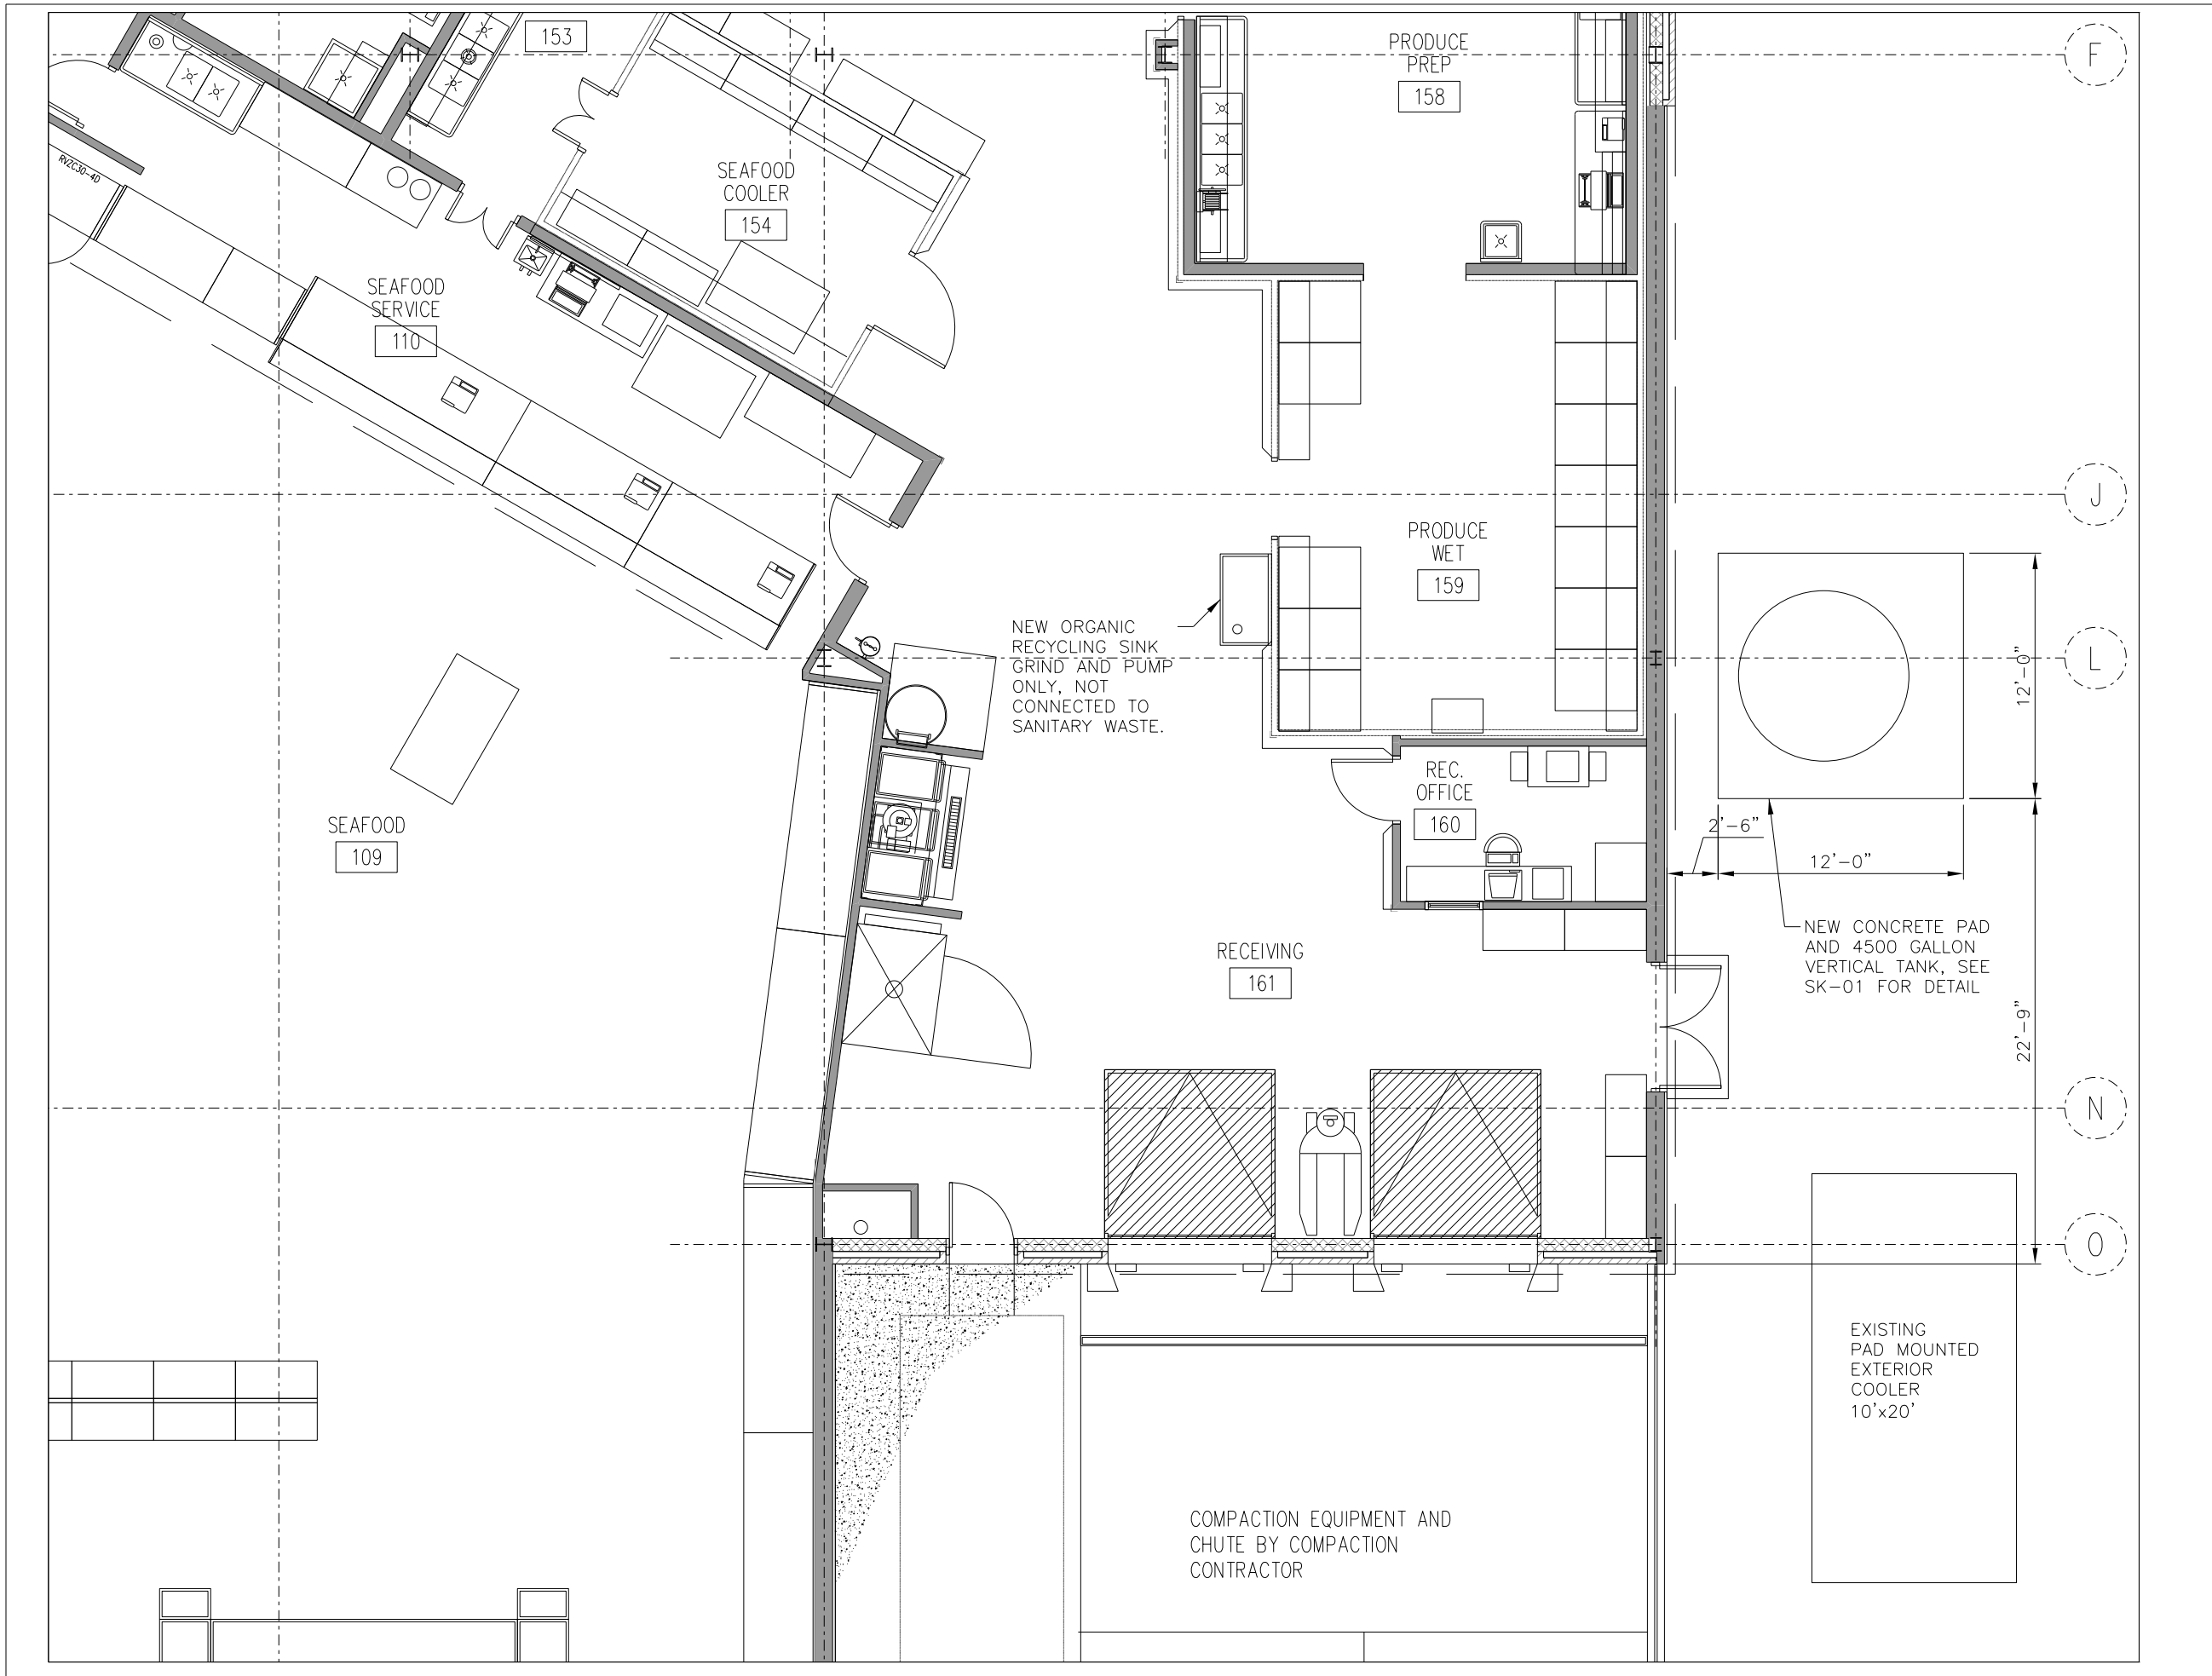 153
PRODUCE
PREP
158
F
RVZC30-4D
SEAFOOD
COOLER
154
SEAFOOD
SERVICE
110
J
PRODUCE
WET
159
NEW ORGANIC
RECYCLING SINK
GRIND AND PUMP
ONLY, NOT
CONNECTED TO
SANITARY WASTE.
L
12'-0"
SEAFOOD
109
REC.
OFFICE
160
2'-6"
12'-0"
NEW CONCRETE PAD
AND 4500 GALLON
VERTICAL TANK, SEE
SK-01 FOR DETAIL
RECEIVING
161
22'-9"
N
O
EXISTING
PAD MOUNTED
EXTERIOR
COOLER
10'x20'
COMPACTION EQUIPMENT AND
CHUTE BY COMPACTION
CONTRACTOR